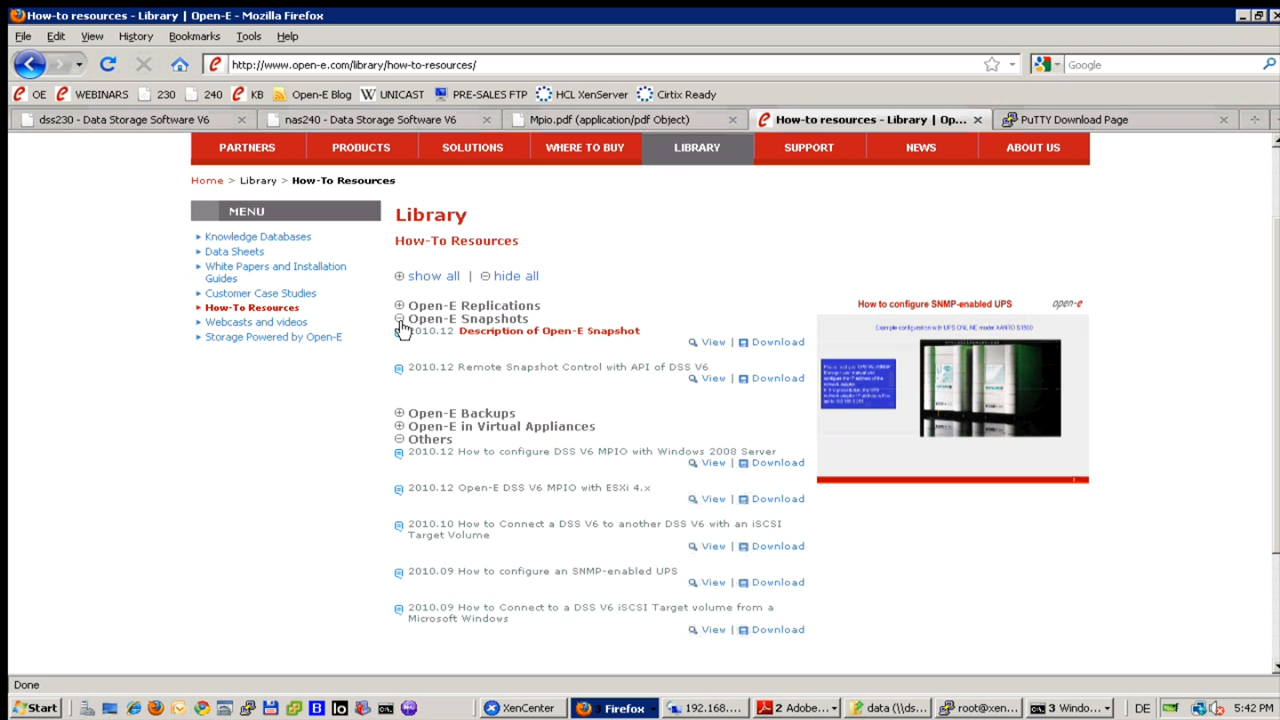 How-to resources - Library | Open-E - Mozilla Firefox
File Edit View History Bookmarks Tools Help
http://www.open-e.com/library/how-to-resources/
Google
OE WEBINARS 230 240 KB Open-E Blog UNICAST PRE-SALES FTP HCL XenServer Cirtix Ready
dss230 - Data Storage Software V6
nas240 - Data Storage Software V6
Mpio.pdf (application/pdf Object)
How-to resources - Library | Op...
PuTTY Download Page
PARTNERS PRODUCTS SOLUTIONS WHERE TO BUY LIBRARY SUPPORT NEWS ABOUT US
Home > Library > How-To Resources
MENU
Knowledge Databases
Data Sheets
White Papers and Installation
Guides
Customer Case Studies
How-To Resources
Webcasts and videos
Storage Powered by Open-E
Library
How-To Resources
show all | hide all
Open-E Replications
Open-E Snapshots
2010.12 Description of Open-E Snapshot
View | Download
2010.12 Remote Snapshot Control with API of DSS V6
View | Download
Open-E Backups
Open-E in Virtual Appliances
Others
2010.12 How to configure DSS V6 MPIO with Windows 2008 Server
View | Download
2010.12 Open-E DSS V6 MPIO with ESXi 4.x
View | Download
2010.10 How to Connect a DSS V6 to another DSS V6 with an iSCSI
Target Volume
View | Download
2010.09 How to configure an SNMP-enabled UPS
View | Download
2010.09 How to Connect to a DSS V6 iSCSI Target volume from a
Microsoft Windows
View | Download
How to configure SNMP-enabled UPS
open-e
Example configuration with UPS ONLINE model XANTO S1500
Done
Start
XenCenter
3 Firefox
192.168....
2 Adobe...
data (\\ds...
root@xen...
3 Windo...
DE
5:42 PM